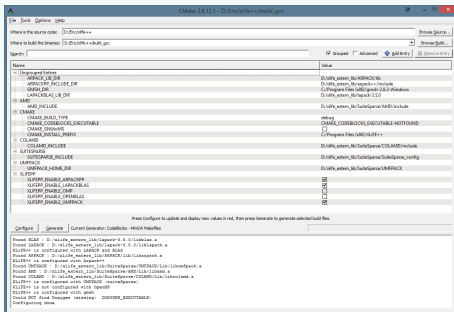 CMake 2.8.12.1 - D:/Eric/xlife++/build_gcc
File Tools Options Help
Where is the source code: D:/Eric/xlife++
Browse Source...
Where to build the binaries: D:/Eric/xlife++/build_gcc
Browse Build...
Search:
Grouped Advanced Add Entry Remove Entry
Name Value
Ungrouped Entries
ARPACK_LIB_DIR D:/xlife_extern_lib/ARPACK/lib
ARPACKPP_INCLUDE_DIR D:/xlife_extern_lib/arpack++/include
GMSH_DIR C:/Program Files (x86)/gmsh-2.8.3-Windows
LAPACKBLAS_LIB_DIR D:/xlife_extern_lib/lapack-3.5.0
AMD
AMD_INCLUDE D:/xlife_extern_lib/SuiteSparse/AMD/include
CMAKE
CMAKE_BUILD_TYPE debug
CMAKE_CODEBLOCKS_EXECUTABLE CMAKE_CODEBLOCKS_EXECUTABLE-NOTFOUND
CMAKE_GNUtoMS
CMAKE_INSTALL_PREFIX C:/Program Files (x86)/XLiFE++
COLAMD
COLAMD_INCLUDE D:/xlife_extern_lib/SuiteSparse/COLAMD/include
SUITESPARSE
SUITESPARSE_INCLUDE D:/xlife_extern_lib/SuiteSparse/SuiteSparse_config
UMFPACK
UMFPACK_HOME_DIR D:/xlife_extern_lib/SuiteSparse/UMFPACK
XLIFEPP
XLIFEPP_ENABLE_ARPACKPP
XLIFEPP_ENABLE_LAPACKBLAS
XLIFEPP_ENABLE_OMP
XLIFEPP_ENABLE_OPENBLAS
XLIFEPP_ENABLE_UMFPACK
Press Configure to update and display new values in red, then press Generate to generate selected build files.
Configure Generate Current Generator: CodeBlocks - MinGW Makefiles
Found BLAS : D:/xlife_extern_lib/lapack-3.5.0/libblas.a
Found LAPACK : D:/xlife_extern_lib/lapack-3.5.0/liblapack.a
XLiFE++ is configured with LAPACK and BLAS
Found ARPACK : D:/xlife_extern_lib/ARPACK/lib/libarpack.a
XLiFE++ is configured with Arpack++
Found UMFPACK : D:/xlife_extern_lib/SuiteSparse/UMFPACK/Lib/libumfpack.a
Found AMD : D:/xlife_extern_lib/SuiteSparse/AMD/Lib/libamd.a
Found COLAMD : D:/xlife_extern_lib/SuiteSparse/COLAMD/Lib/libcolamd.a
XLiFE++ is configured with UMFPACK (suitesparse)
XLiFE++ is not configured with OpenMP
XLiFE++ is configured with gmsh
Could NOT find Doxygen (missing: DOXYGEN_EXECUTABLE)
Configuring done